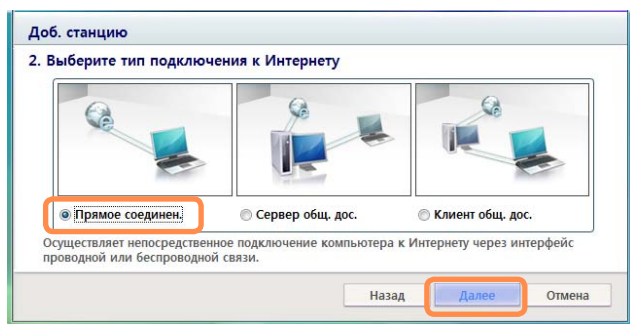 Доб. станцию
2. Выберите тип подключения к Интернету
Прямое соединен.
Сервер общ. дос.
Клиент общ. дос.
Осуществляет непосредственное подключение компьютера к Интернету через интерфейс
проводной или беспроводной связи.
Назад
Далее
Отмена